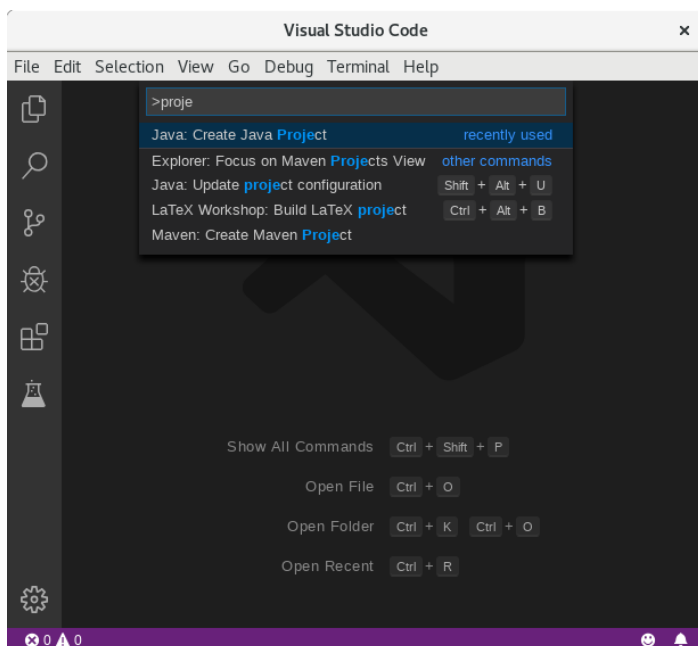 Visual Studio Code ×
File Edit Selection View Go Debug Terminal Help
>proje
Java: Create Java Project recently used
Explorer: Focus on Maven Projects View other commands
Java: Update project configuration Shift + Alt + U
LaTeX Workshop: Build LaTeX project Ctrl + Alt + B
Maven: Create Maven Project
Show All Commands Ctrl + Shift + P
Open File Ctrl + O
Open Folder Ctrl + K Ctrl + O
Open Recent Ctrl + R
0 0